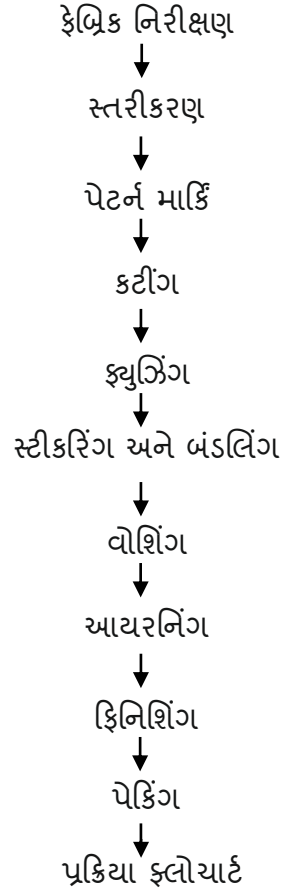 ફેબ્રિક નિરીક્ષણ
સ્તરીકરણ
પેટર્ન માર્કિં
કટીંગ
ફ્યુઝિંગ
સ્ટીકરિંગ અને બંડલિંગ
વોશિંગ
આયરનિંગ
ફિનિશિંગ
પેકિંગ
પ્રક્રિયા ફ્લોચાર્ટ